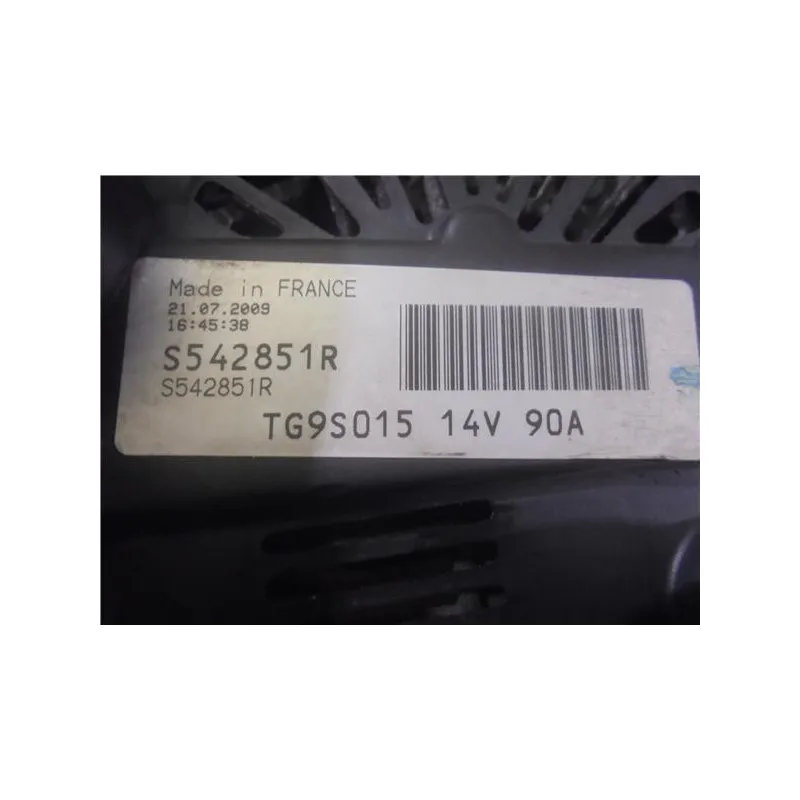 Made in FRANCE
21.07.2009
16:45:38
S542851R
S542851R
TG9S015 14V 90A